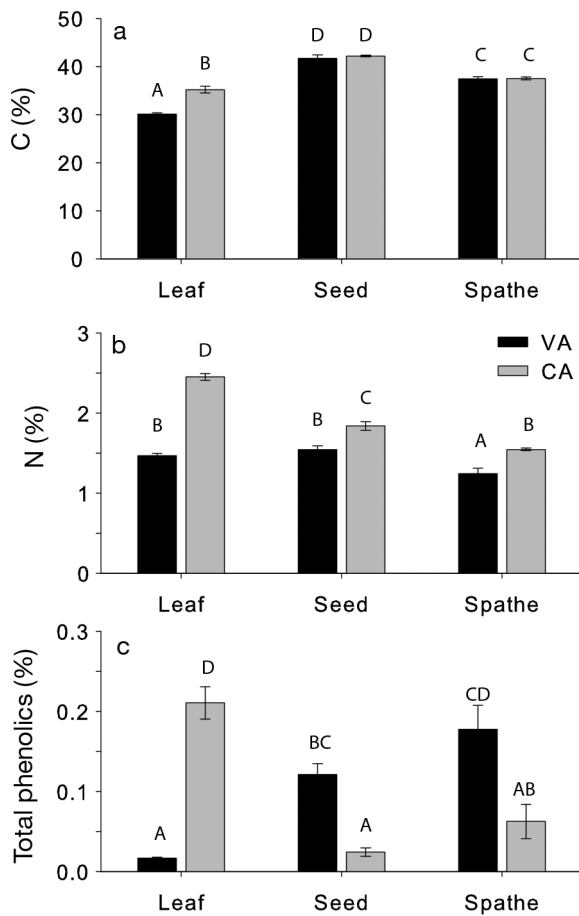 a
C (%)
50
40
30
20
10
0
A
B
D
D
C
C
Leaf
Seed
Spathe
b
VA
CA
N (%)
3
2
1
0
B
D
B
C
A
B
Leaf
Seed
Spathe
c
Total phenolics (%)
0.3
0.2
0.1
0.0
A
D
BC
A
CD
AB
Leaf
Seed
Spathe